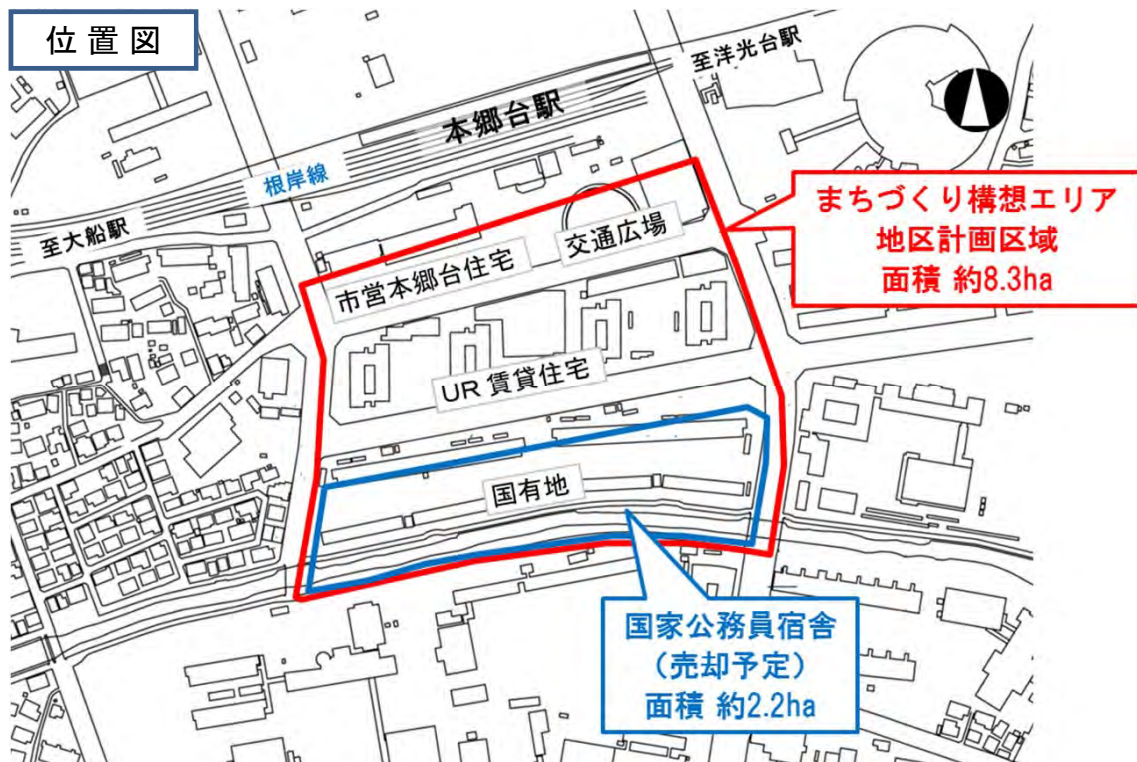 位置図
至洋光台駅
本郷台駅
根岸線
至大船駅
まちづくり構想エリア
地区計画区域
面積 約8.3ha
交通広場
市営本郷台住宅
UR 賃貸住宅
国有地
国家公務員宿舎
（売却予定）
面積 約2.2ha